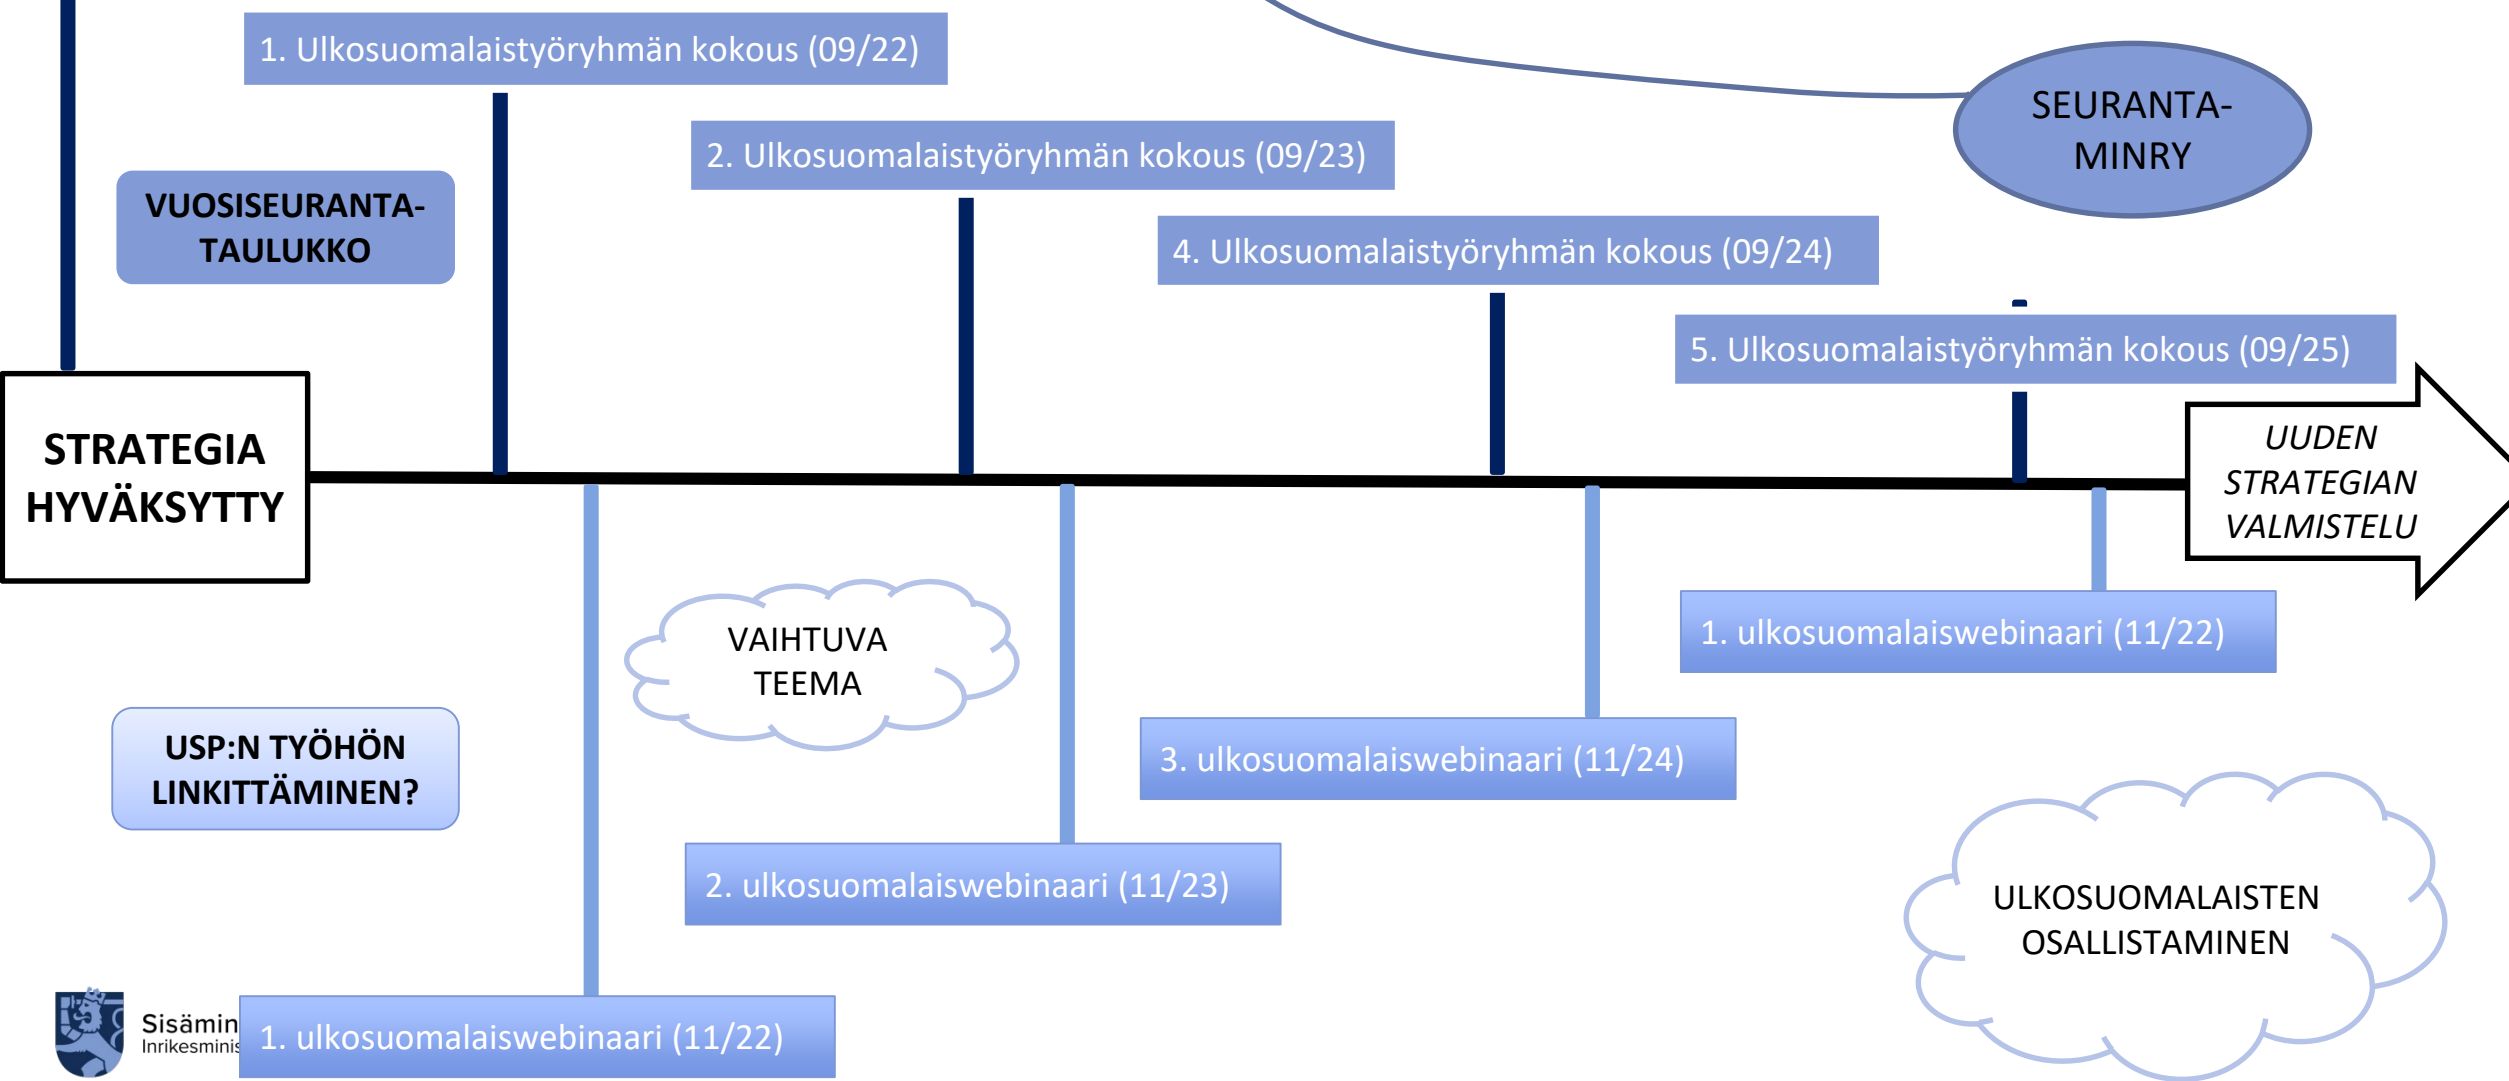 1. Ulkosuomalaistyöryhmän kokous (09/22)
SEURANTA-
MINRY
2. Ulkosuomalaistyöryhmän kokous (09/23)
VUOSISEURANTA-
TAULUKKO
4. Ulkosuomalaistyöryhmän kokous (09/24)
5. Ulkosuomalaistyöryhmän kokous (09/25)
STRATEGIA
HYVÄKSYTTY
UUDEN
STRATEGIAN
VALMISTELU
VAIHTUVA
TEEMA
1. ulkosuomalaiswebinaari (11/22)
USP:N TYÖHÖN
LINKITTÄMINEN?
3. ulkosuomalaiswebinaari (11/24)
2. ulkosuomalaiswebinaari (11/23)
ULKOSUOMALAISTEN
OSALLISTAMINEN
Sisämin
Inrikesminis
1. ulkosuomalaiswebinaari (11/22)